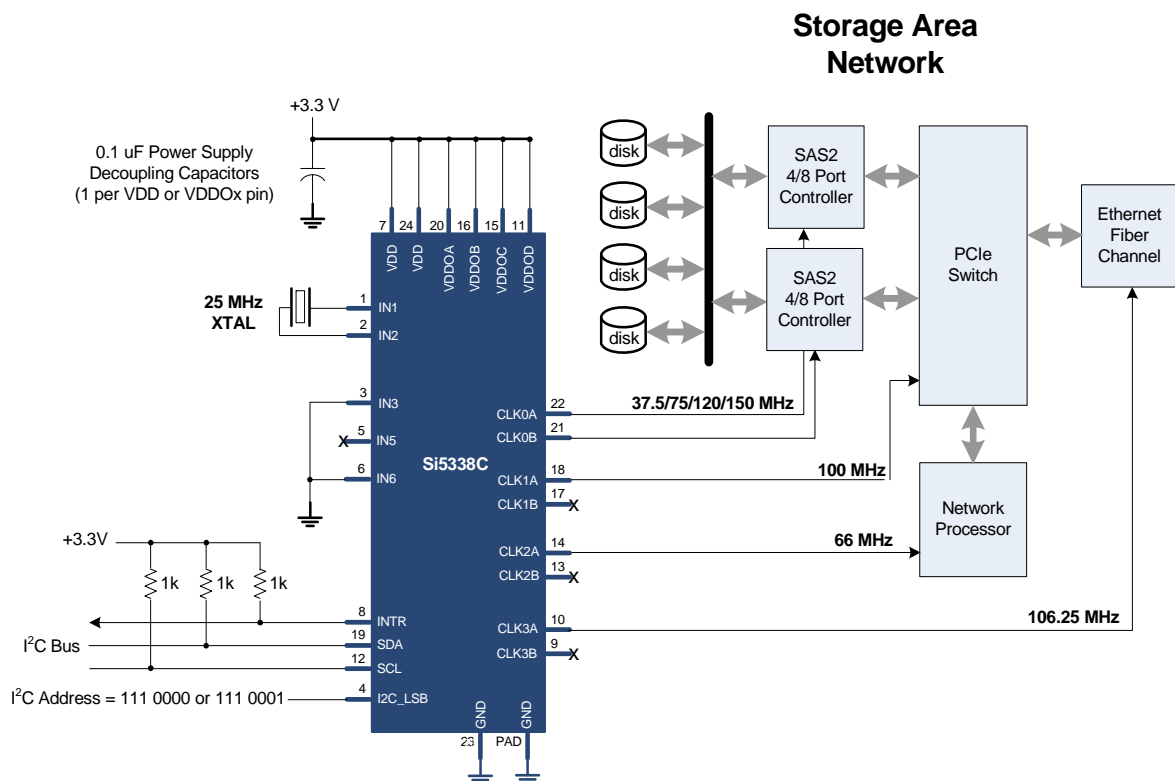 Storage Area
Network
+3.3 V
0.1 uF Power Supply
Decoupling Capacitors
(1 per VDD or VDDOx pin)
7
24
20
16
15
11
VDD
VDD
VDDOA
VDDOB
VDDOC
VDDOD
25 MHz
XTAL
1
IN1
2
IN2
3
IN3
5
X
IN5
6
IN6
Si5338C
+3.3V
1k
1k
1k
8
INTR
I²C Bus
19
SDA
12
SCL
I²C Address = 111 0000 or 111 0001
4
I2C_LSB
GND
GND
23
PAD
CLK0A
22
37.5/75/120/150 MHz
CLK0B
21
CLK1A
18
100 MHz
CLK1B
17
X
CLK2A
14
66 MHz
CLK2B
13
X
CLK3A
10
106.25 MHz
CLK3B
9
X
disk
disk
disk
disk
SAS2
4/8 Port
Controller
SAS2
4/8 Port
Controller
PCIe
Switch
Ethernet
Fiber
Channel
Network
Processor